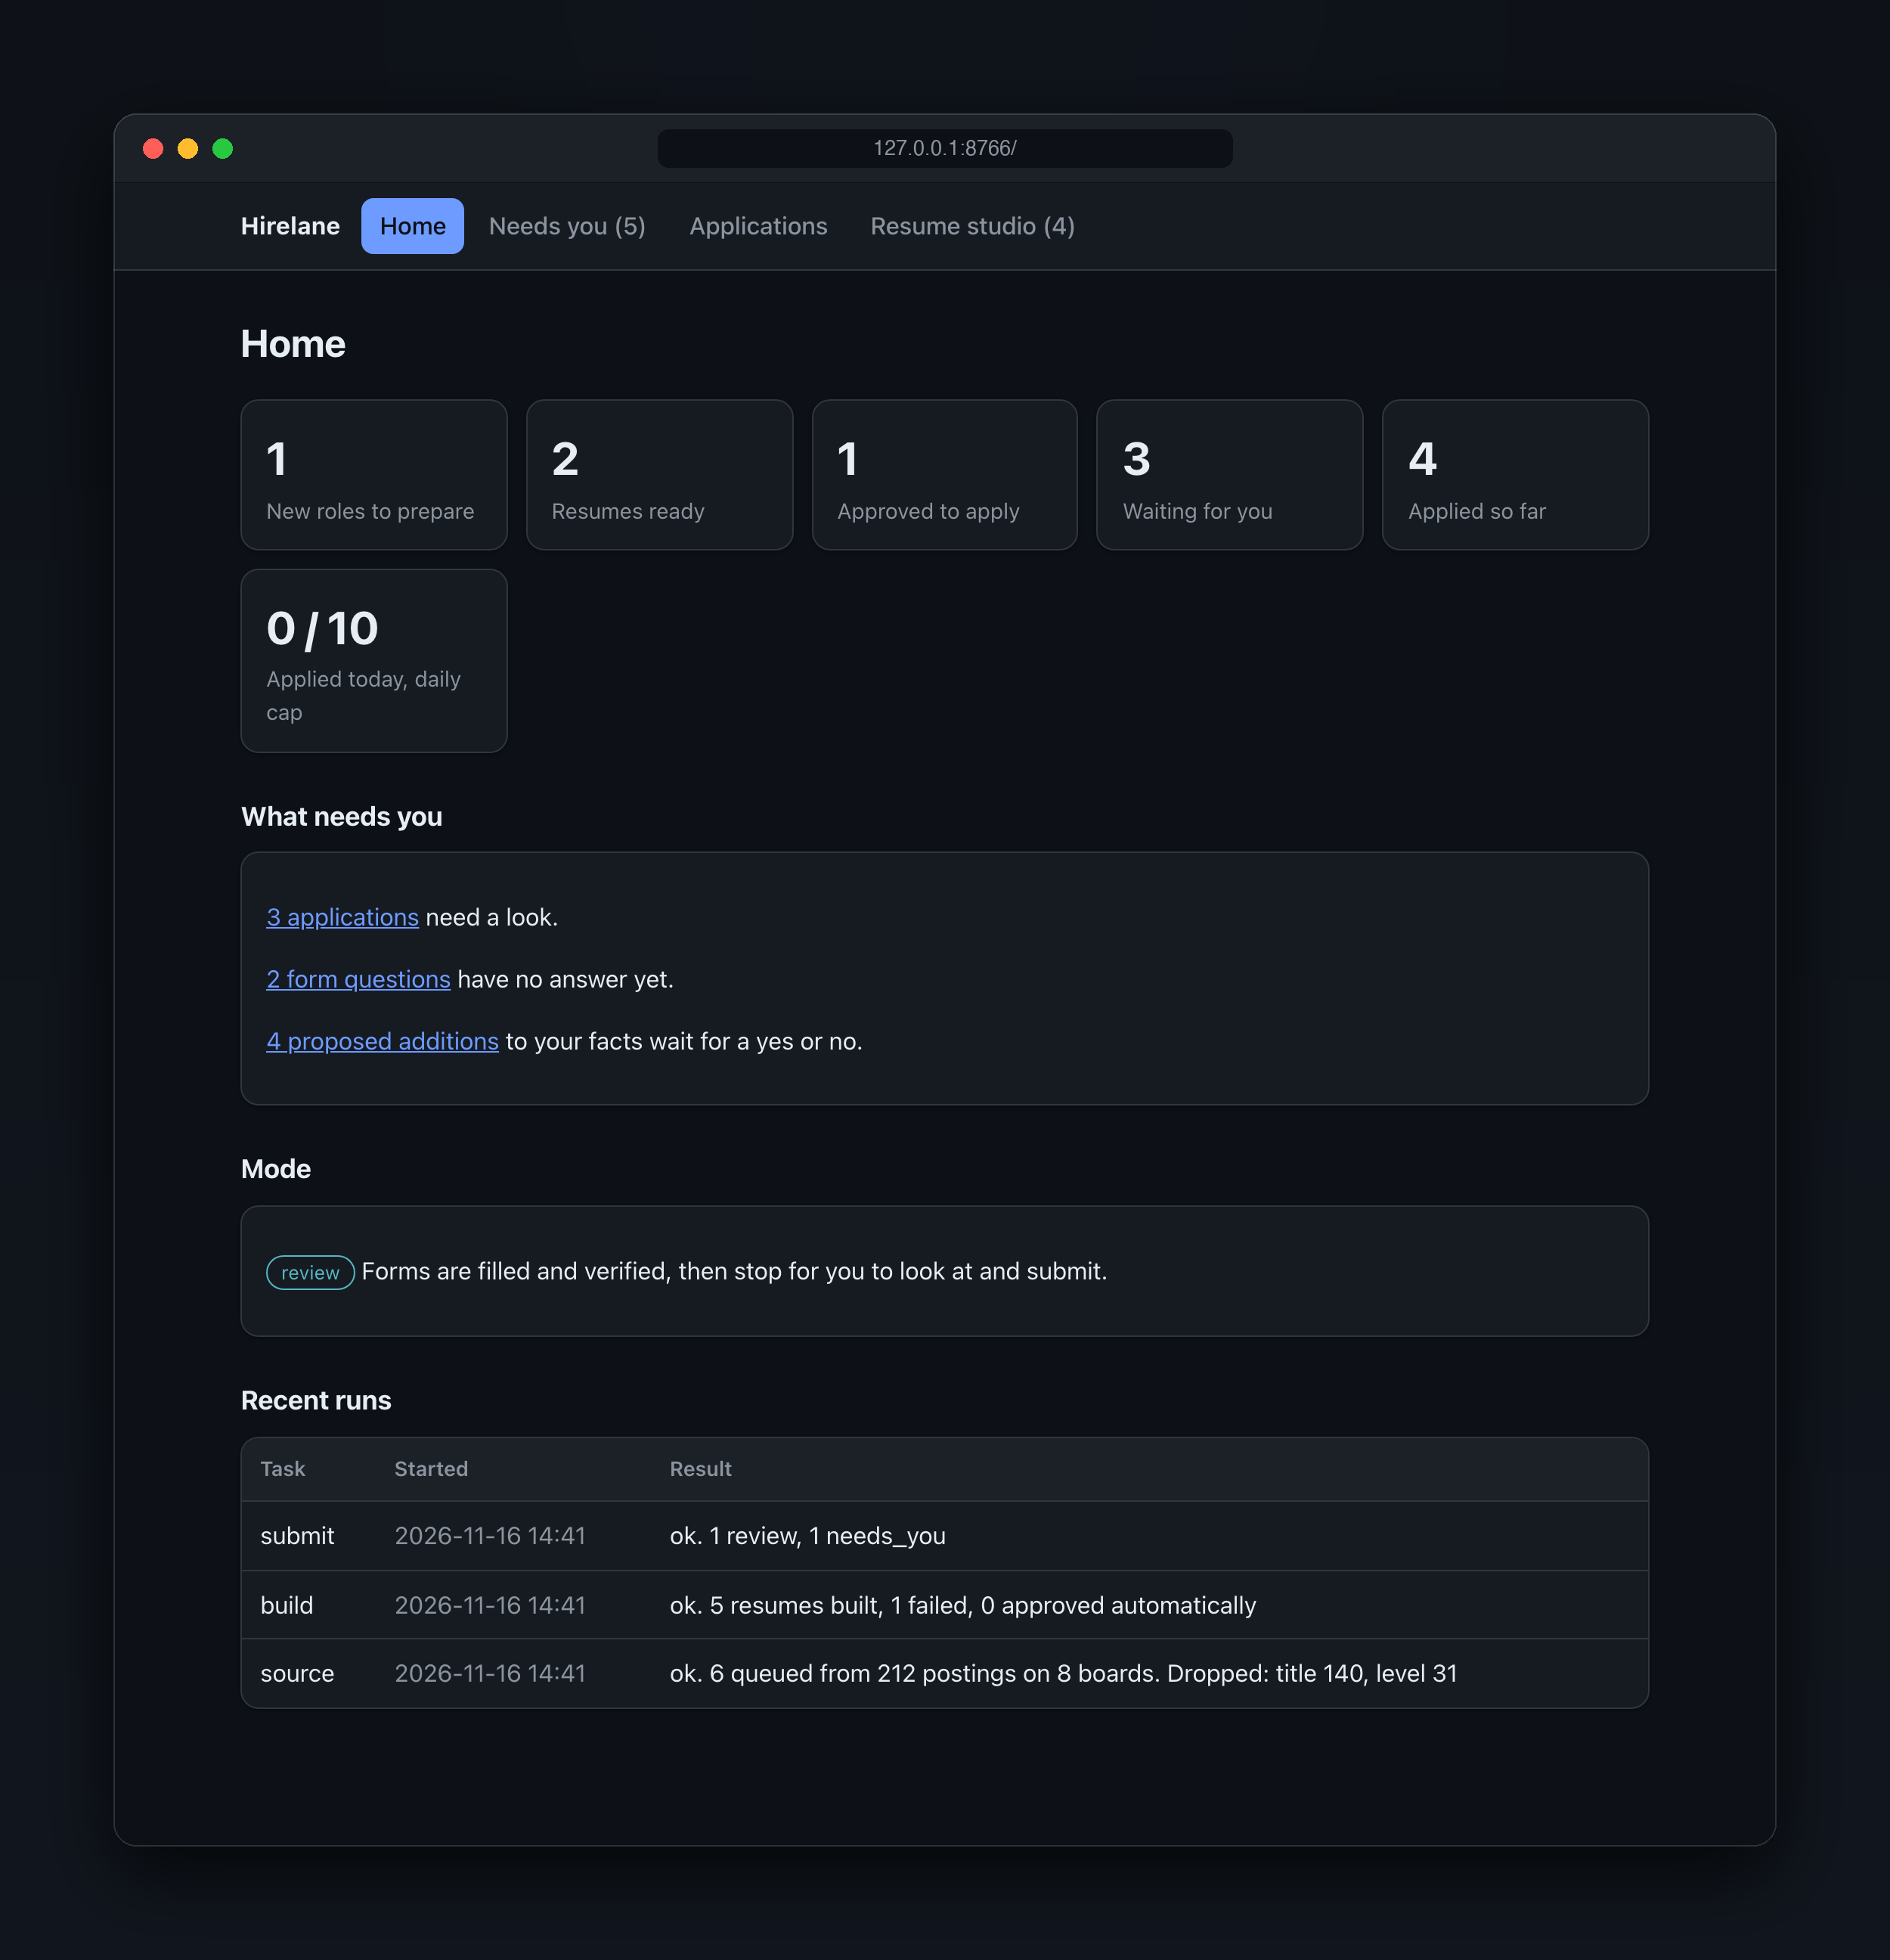 127.0.0.1:8766/
Hirelane Home Needs you (5) Applications Resume studio (4)
Home
1 2 1 3 4
New roles to prepare Resumes ready Approved to apply Waiting for you Applied so far
0 / 10
Applied today, daily
cap
What needs you
3 applications need a look.
2 form questions have no answer yet.
4 proposed additions to your facts wait for a yes or no.
Mode
review Forms are filled and verified, then stop for you to look at and submit.
Recent runs
Task Started Result
submit 2026-11-16 14:41 ok. 1 review, 1 needs_you
build 2026-11-16 14:41 ok. 5 resumes built, 1 failed, 0 approved automatically
source 2026-11-16 14:41 ok. 6 queued from 212 postings on 8 boards. Dropped: title 140, level 31